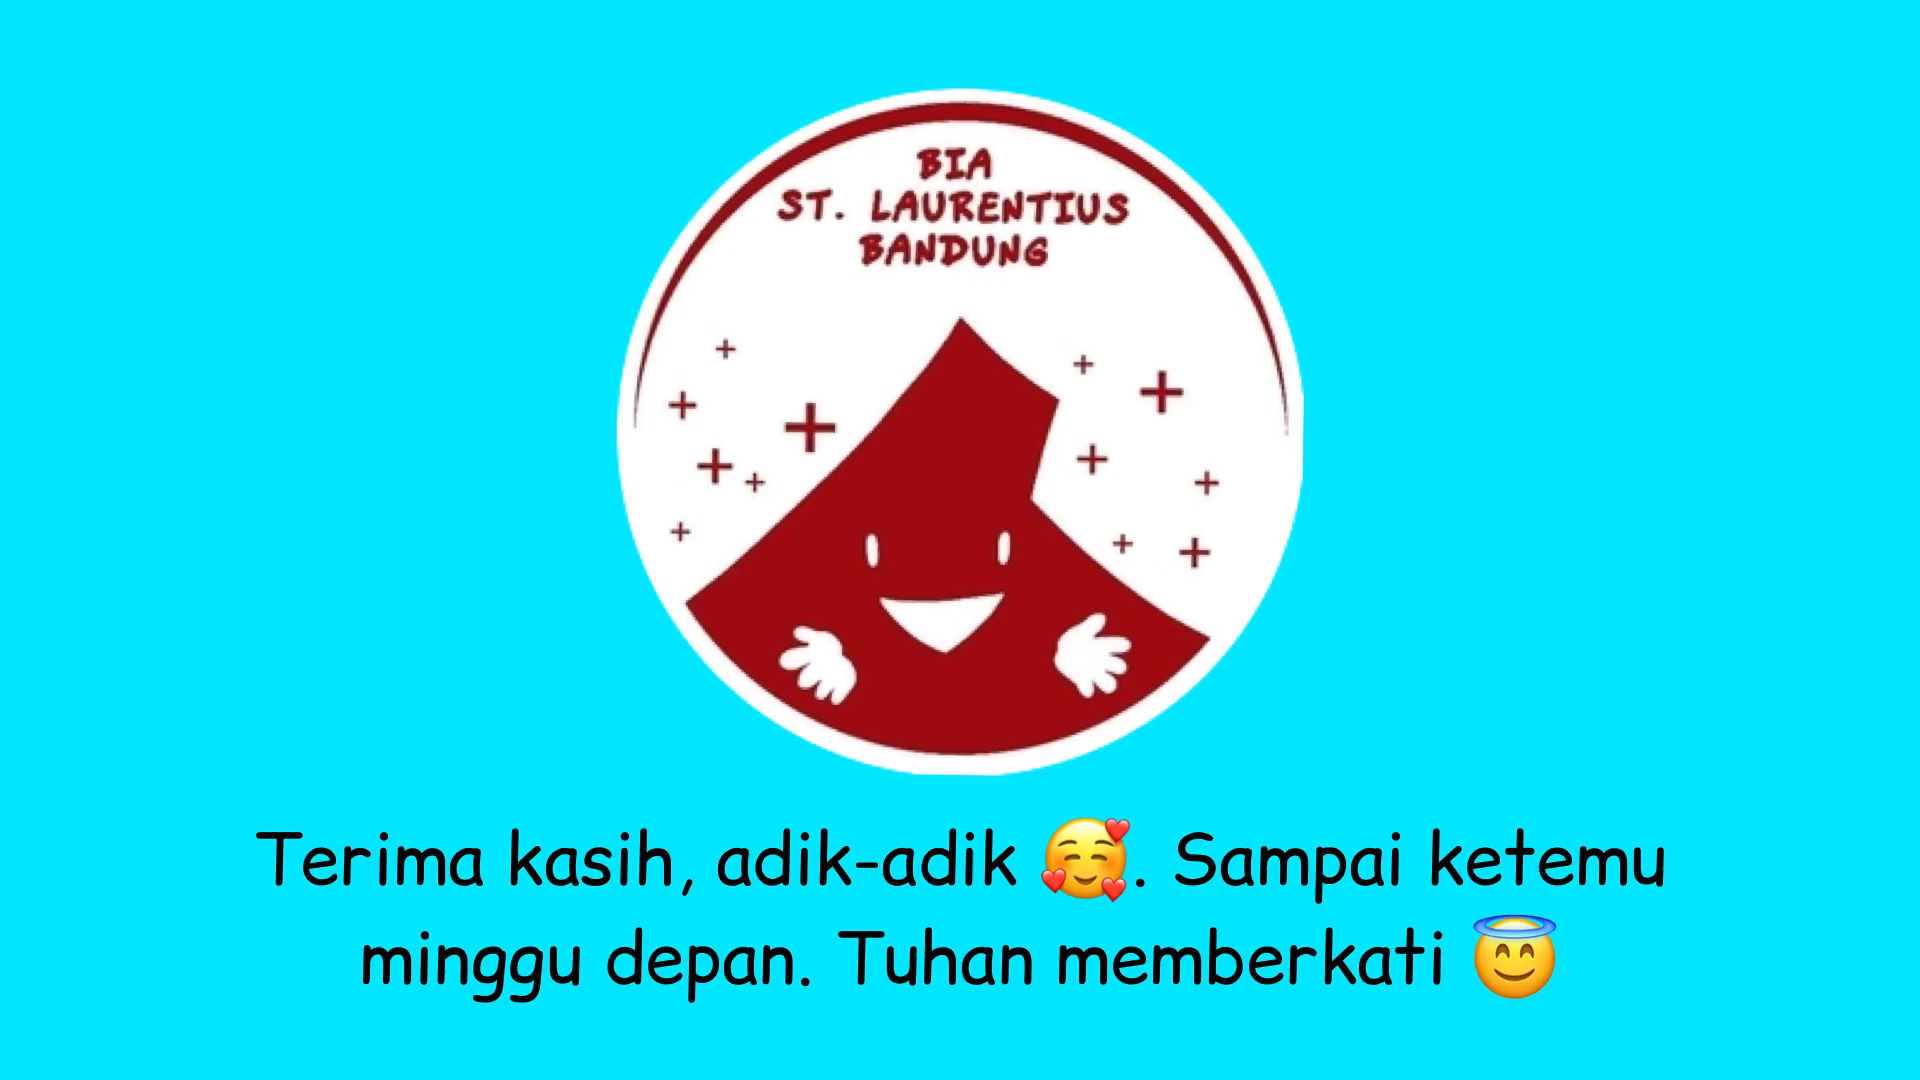 BIA
ST. LAURENTIUS
BANDUNG
Terima kasih, adik-adik 🥰. Sampai ketemu
minggu depan. Tuhan memberkati 😇